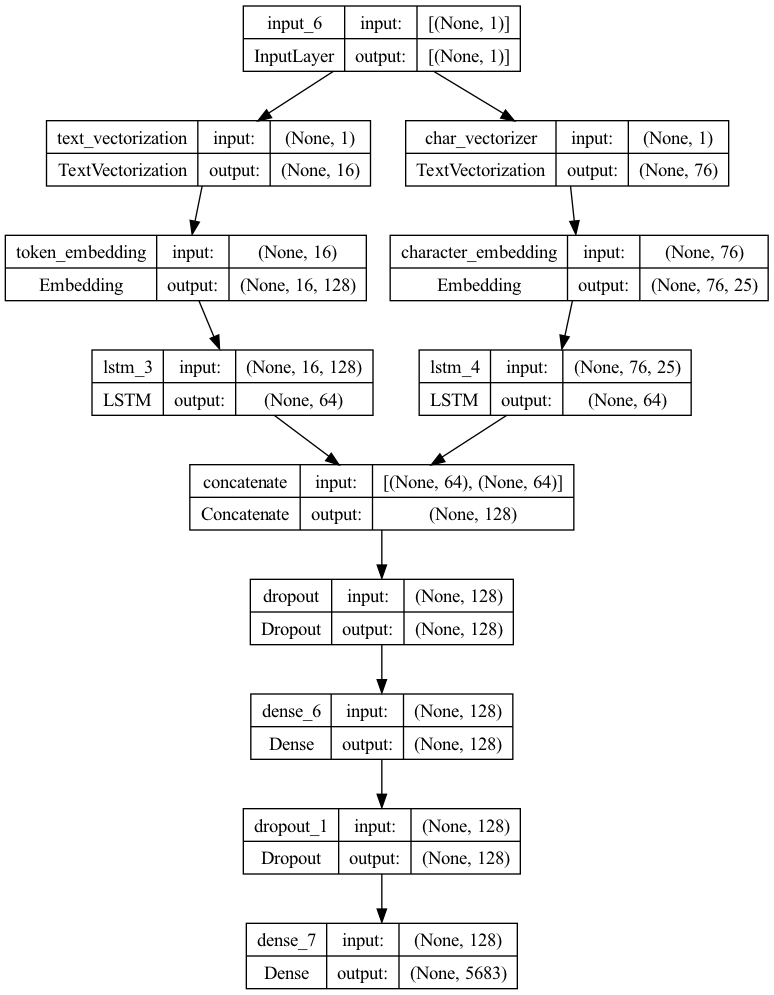 input_6 input: [(None, 1)]
InputLayer output: [(None, 1)]
text_vectorization input: (None, 1)
TextVectorization output: (None, 16)
char_vectorizer input: (None, 1)
TextVectorization output: (None, 76)
token_embedding input: (None, 16)
Embedding output: (None, 16, 128)
character_embedding input: (None, 76)
Embedding output: (None, 76, 25)
lstm_3 input: (None, 16, 128)
LSTM output: (None, 64)
lstm_4 input: (None, 76, 25)
LSTM output: (None, 64)
concatenate input: [(None, 64), (None, 64)]
Concatenate output: (None, 128)
dropout input: (None, 128)
Dropout output: (None, 128)
dense_6 input: (None, 128)
Dense output: (None, 128)
dropout_1 input: (None, 128)
Dropout output: (None, 128)
dense_7 input: (None, 128)
Dense output: (None, 5683)